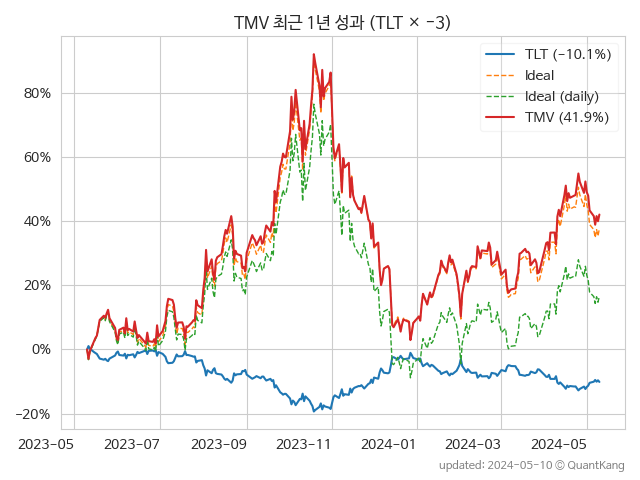 TMV 최근 1년 성과 (TLT × -3)
TLT (-10.1%)
Ideal
Ideal (daily)
TMV (41.9%)
80%
60%
40%
20%
0%
-20%
2023-05 2023-07 2023-09 2023-11 2024-01 2024-03 2024-05
updated: 2024-05-10 © QuantKang